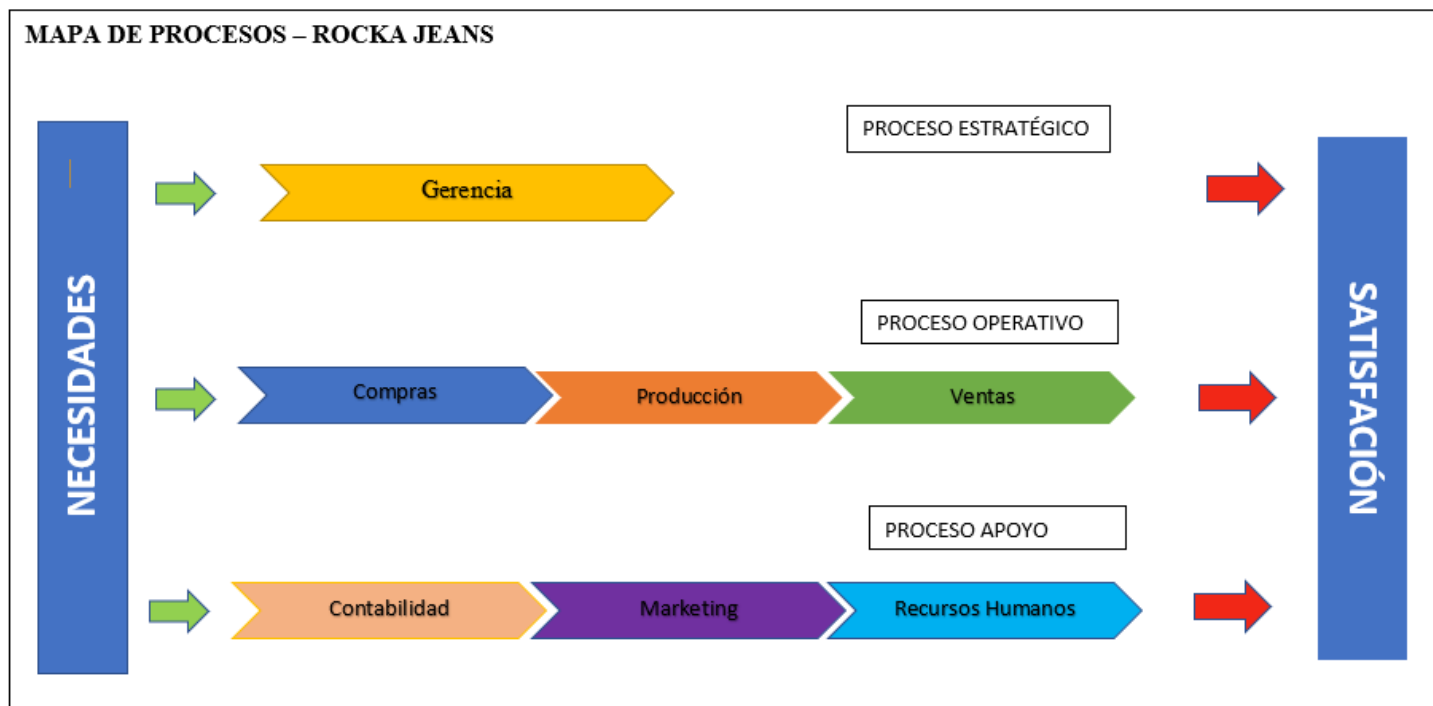 MAPA DE PROCESOS – ROCKA JEANS
NECESIDADES
PROCESO ESTRATÉGICO
Gerencia
PROCESO OPERATIVO
Compras
Producción
Ventas
PROCESO APOYO
Contabilidad
Marketing
Recursos Humanos
SATISFACCIÓN